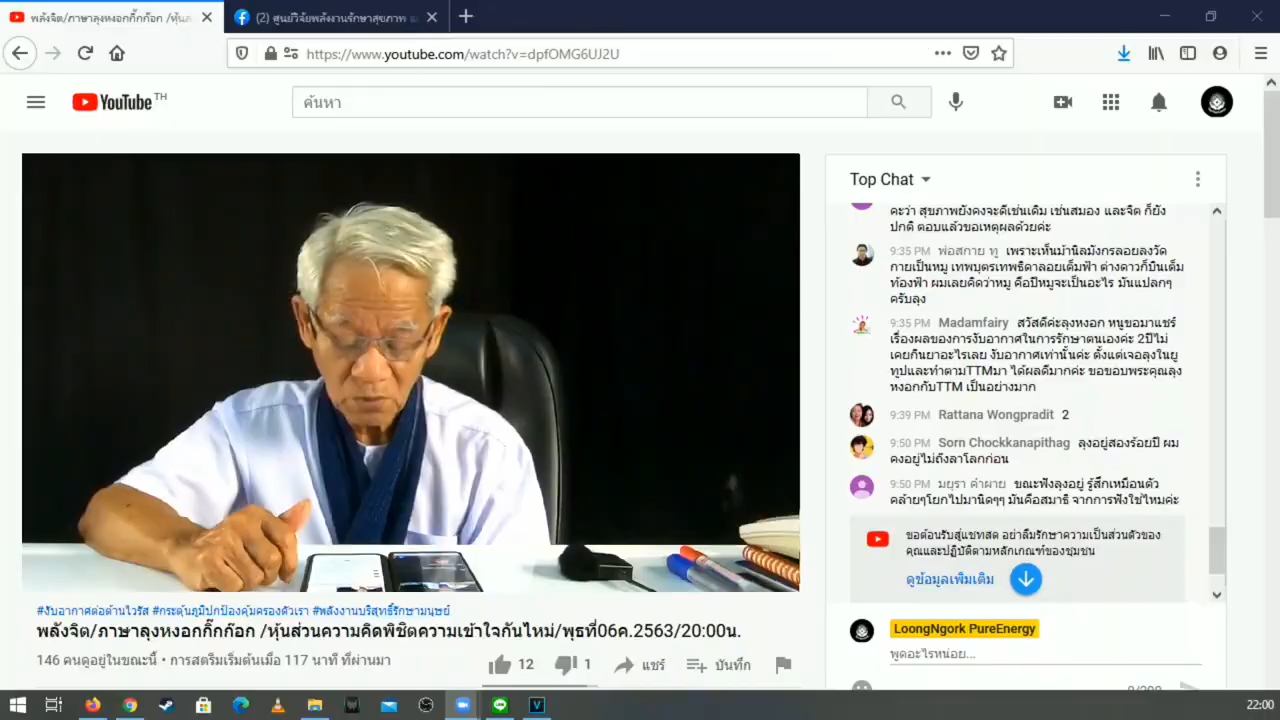 พลังจิต/ภาษาลุงหงอกกิ๊กก๊อก /หุ้นส
(2) ศูนย์วิจัยพลังงานรักษาสุขภาพ แ
https://www.youtube.com/watch?v=dpfOMG6UJ2U
YouTube TH
ค้นหา
Top Chat
คะว่า สุขภาพยังคงจะดีเช่นเดิม เช่นสมอง และจิต ก็ยัง
ปกติ ตอบแล้วขอเหตุผลด้วยค่ะ
9:35 PM พ่อสกาย ทู เพราะเห็นม้านิลมังกรลอยลงวัด
กายเป็นหมู เทพบุตรเทพธิดาลอยเต็มฟ้า ต่างดาวก็บินเต็ม
ท้องฟ้า ผมเลยคิดว่าหมู คือปีหมูจะเป็นอะไร มันแปลกๆ
ครับลุง
9:35 PM Madamfairy สวัสดีค่ะลุงหงอก หนูขอมาแชร์
เรื่องผลของการงับอากาศในการรักษาตนเองค่ะ 2ปีไม่
เคยกินยาอะไรเลย งับอากาศเท่านั้นค่ะ ตั้งแต่เจอลุงในยู
ทูปและทำตามTTMมา ได้ผลดีมากค่ะ ขอขอบพระคุณลุง
หงอกกับTTM เป็นอย่างมาก
9:39 PM Rattana Wongpradit 2
9:50 PM Sorn Chockkanapithag ลุงอยู่สองร้อยปี ผม
คงอยู่ไม่ถึงลาโลกก่อน
9:50 PM มยุรา คำผาย ขณะฟังลุงอยู่ รู้สึกเหมือนตัว
คล้ายๆโยกไปมานิดๆๆ มันคือสมาธิ จากการฟังใช่ไหมค่ะ
ขอต้อนรับสู่แชทสด อย่าลืมรักษาความเป็นส่วนตัวของ
คุณและปฏิบัติตามหลักเกณฑ์ของชุมชน
ดูข้อมูลเพิ่มเติม
LoongNgork PureEnergy
พูดอะไรหน่อย...
0/200
#งับอากาศต่อต้านไวรัส #กระตุ้นภูมิปกป้องคุ้มครองตัวเรา #พลังงานบริสุทธิ์รักษามนุษย์
พลังจิต/ภาษาลุงหงอกกิ๊กก๊อก /หุ้นส่วนความคิดพิชิตความเข้าใจกันใหม่/พุธที่06ค.2563/20:00น.
146 คนดูอยู่ในขณะนี้ • การสตรีมเริ่มต้นเมื่อ 117 นาที ที่ผ่านมา
12 1 แชร์ บันทึก
22:00